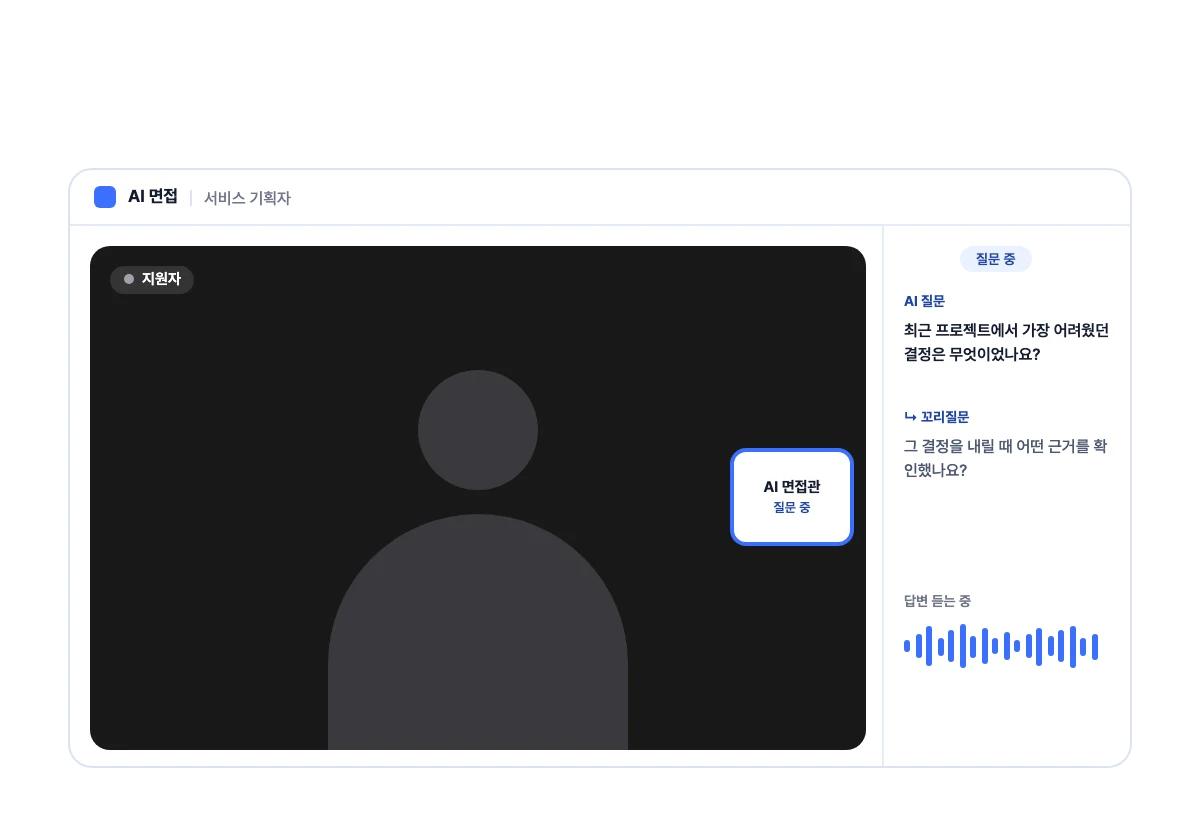 AI 면접 | 서비스 기획자
지원자
AI 면접관
질문 중
질문 중
AI 질문
최근 프로젝트에서 가장 어려웠던
결정은 무엇이었나요?
↳ 꼬리질문
그 결정을 내릴 때 어떤 근거를 확
인했나요?
답변 듣는 중